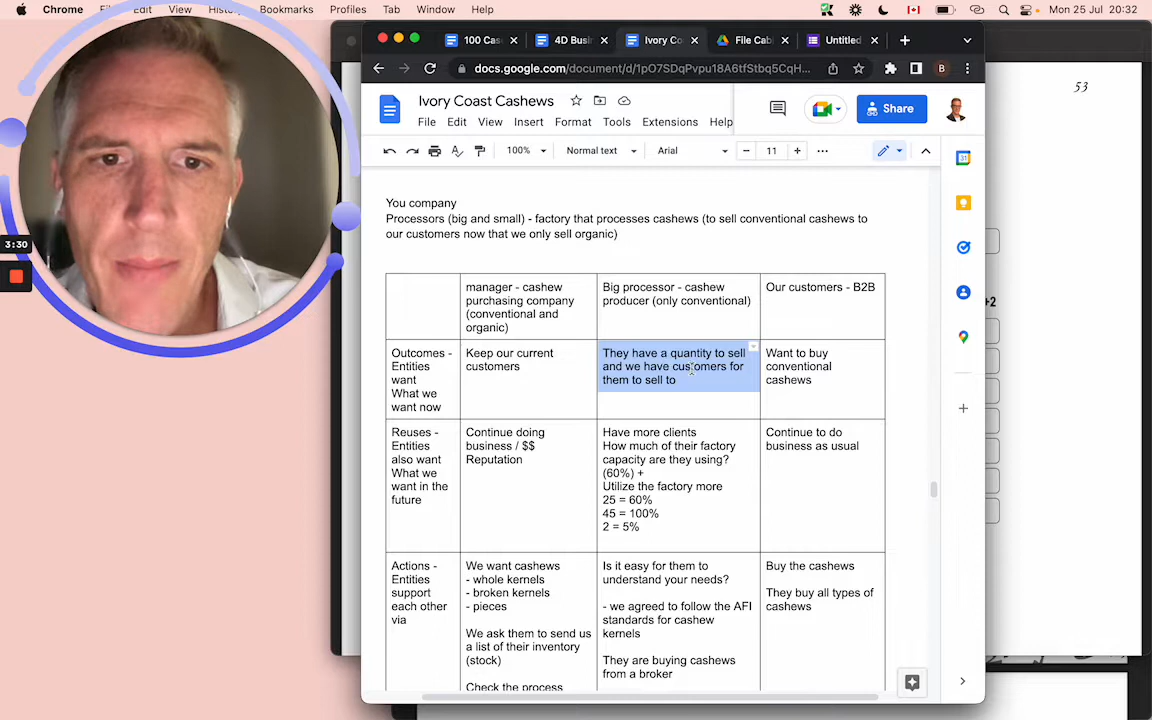 Chrome
Edit
View
History
Bookmarks
Profiles
Tab
Window
Help
Mon 25 Jul 20:32
100 Cas
4D Busi
Ivory Co
File Cab
Untitled
docs.google.com/document/d/1pO7SDqPvpu18A6tfStbq5CqH...
B
Ivory Coast Cashews
File Edit View Insert Format Tools Extensions Help
Share
100%
Normal text
Arial
11
53
+2
3:30
31
You company
Processors (big and small) - factory that processes cashews (to sell conventional cashews to
our customers now that we only sell organic)
manager - cashew
purchasing company
(conventional and
organic)
Big processor - cashew
producer (only conventional)
Our customers - B2B
Outcomes -
Entities
want
What we
want now
Keep our current
customers
They have a quantity to sell
and we have customers for
them to sell to
Want to buy
conventional
cashews
Reuses -
Entities
also want
What we
want in the
future
Continue doing
business / $$
Reputation
Have more clients
How much of their factory
capacity are they using?
(60%) +
Utilize the factory more
25 = 60%
45 = 100%
2 = 5%
Continue to do
business as usual
Actions -
Entities
support
each other
via
We want cashews
- whole kernels
- broken kernels
- pieces
We ask them to send us
a list of their inventory
(stock)
Check the process
Is it easy for them to
understand your needs?
- we agreed to follow the AFI
standards for cashew
kernels
They are buying cashews
from a broker
Buy the cashews
They buy all types of
cashews